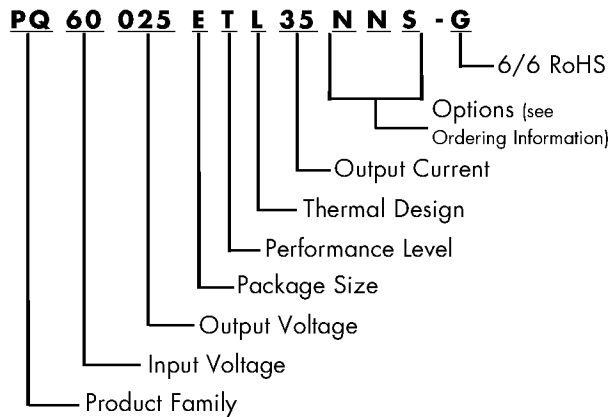 PQ 60 025 E T L 35 N N S - G
6/6 RoHS
Options (see
Ordering Information)
Output Current
Thermal Design
Performance Level
Package Size
Output Voltage
Input Voltage
Product Family